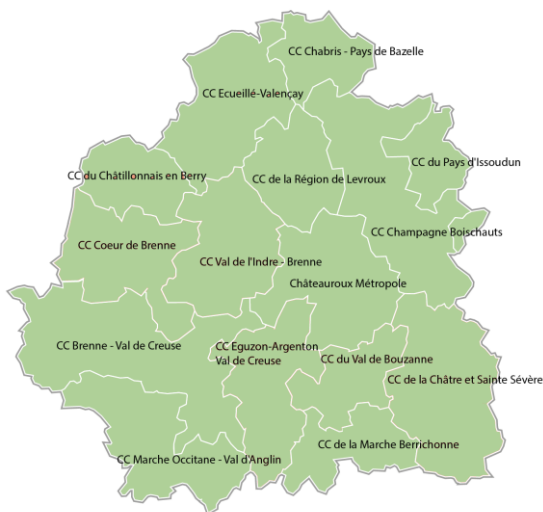 CC Chabris - Pays de Bazelle
CC Ecueillé-Valençay
CC du Pays d'Issoudun
CC du Châtillonnais en Berry
CC de la Région de Levroux
CC Champagne Boischauts
CC Coeur de Brenne
CC Val de l'Indre - Brenne
Châteauroux Métropole
CC Brenne - Val de Creuse
CC Eguzon-Argenton
Val de Creuse
CC du Val de Bouzanne
CC de la Châtre et Sainte Sévère
CC de la Marche Berrichonne
CC Marche Occitane - Val d'Anglin